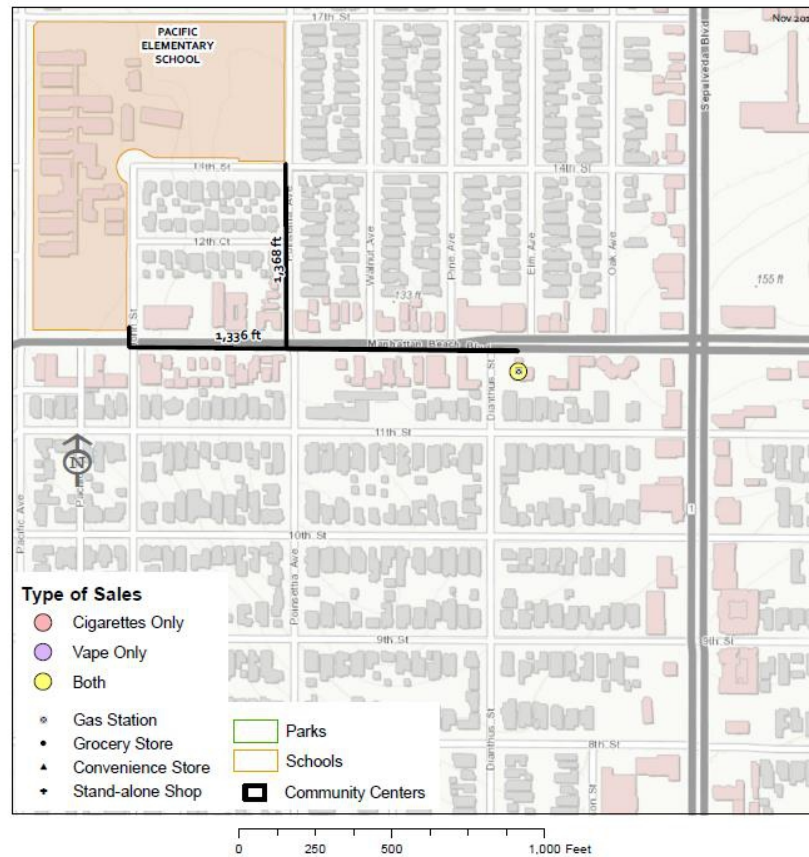 17th St
Nov 201
PACIFIC
ELEMENTARY
SCHOOL
Sepulveda Blvd
14th St
14th St
12th Ct
Walnut Ave
Pine Ave
Elm Ave
Oak Ave
1,368 ft
133 ft
155 ft
1,336 ft
Manhattan Beach Blvd
Dianthus St
11th St
N
Pacific Ave
1
10th St
Poinsettia Ave
Type of Sales
Cigarettes Only
Vape Only
Both
Gas Station
Grocery Store
Convenience Store
Stand-alone Shop
Parks
Schools
Community Centers
9th St
9th St
Dianthus St
8th St
son St
0 250 500 1,000 Feet